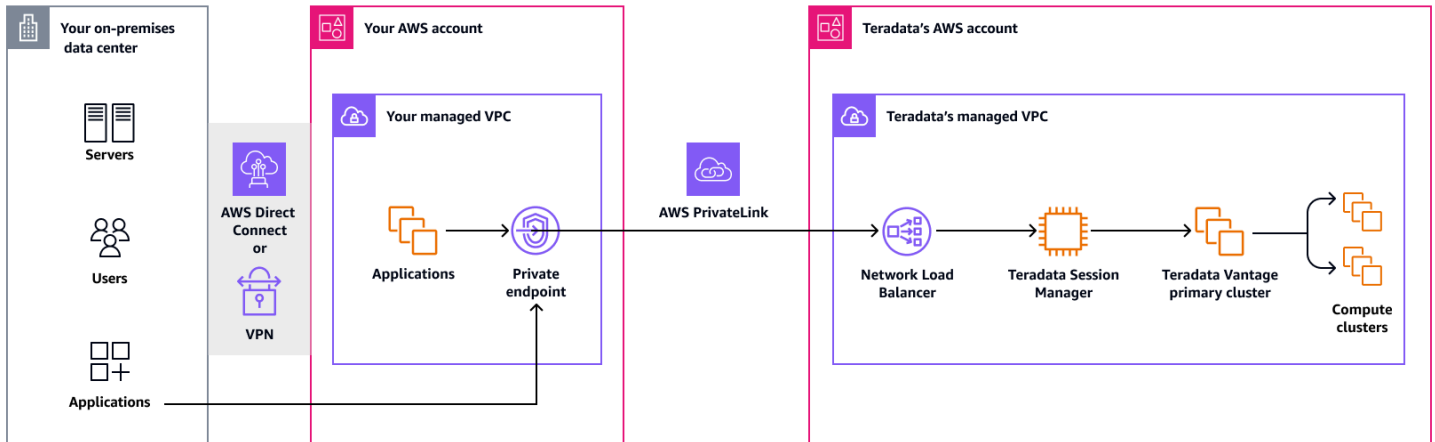 Your on-premises
data center
Servers
Users
Applications
AWS Direct
Connect
or
VPN
Your AWS account
Your managed VPC
Applications
Private
endpoint
AWS PrivateLink
Teradata's AWS account
Teradata's managed VPC
Network Load
Balancer
Teradata Session
Manager
Teradata Vantage
primary cluster
Compute
clusters